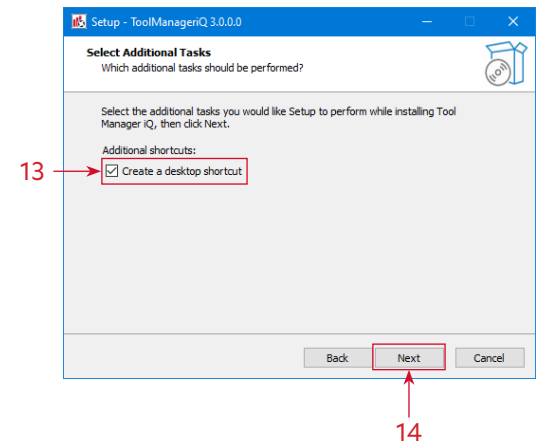 Setup - ToolManageriQ 3.0.0.0
Select Additional Tasks
Which additional tasks should be performed?
Select the additional tasks you would like Setup to perform while installing Tool
Manager iQ, then click Next.
Additional shortcuts:
13
Create a desktop shortcut
Back Next Cancel
14